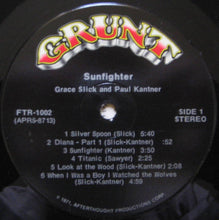 GRUNT
Sunfighter
Grace Slick and Paul Kantner
FTR-1002
(APRS-5713)
SIDE 1
STEREO
1 Silver Spoon (Slick) 5:40
2 Diana - Part 1 (Slick-Kantner) :52
3 Sunfighter (Kantner) 3:50
4 Titanic (Sawyer) 2:25
5 Look at the Wood (Slick-Kantner) 2:08
6 When I Was a Boy I Watched the Wolves
(Slick-Kantner) 4:59
℗ 1971, AFTERTHOUGHT PRODUCTIONS CORP.